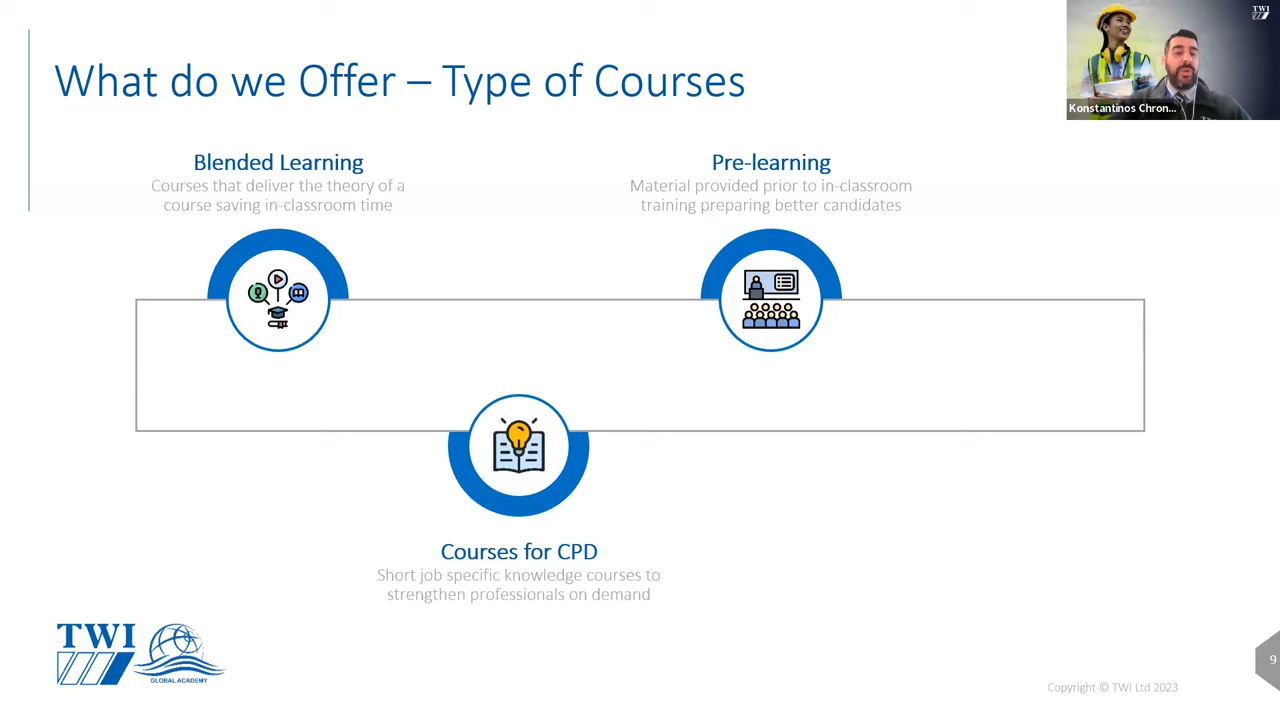 What do we Offer – Type of Courses
TWI
Konstantinos Chron...
TWI
Blended Learning
Courses that deliver the theory of a
course saving in-classroom time
Pre-learning
Material provided prior to in-classroom
training preparing better candidates
Courses for CPD
Short job specific knowledge courses to
strengthen professionals on demand
TWI
GLOBAL ACADEMY
9
Copyright © TWI Ltd 2023